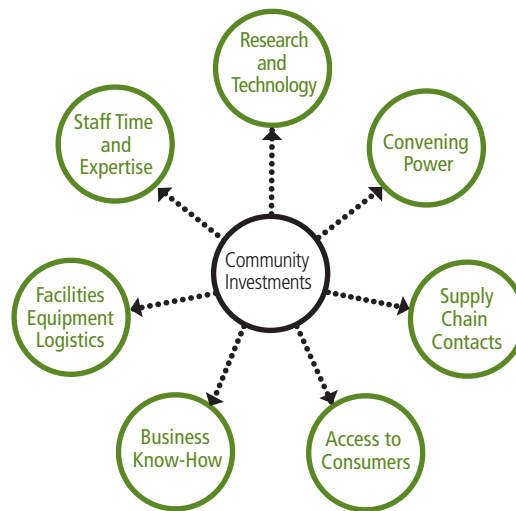 Research
and
Technology
Staff Time
and
Expertise
Convening
Power
Community
Investments
Facilities
Equipment
Logistics
Supply
Chain
Contacts
Business
Know-How
Access to
Consumers